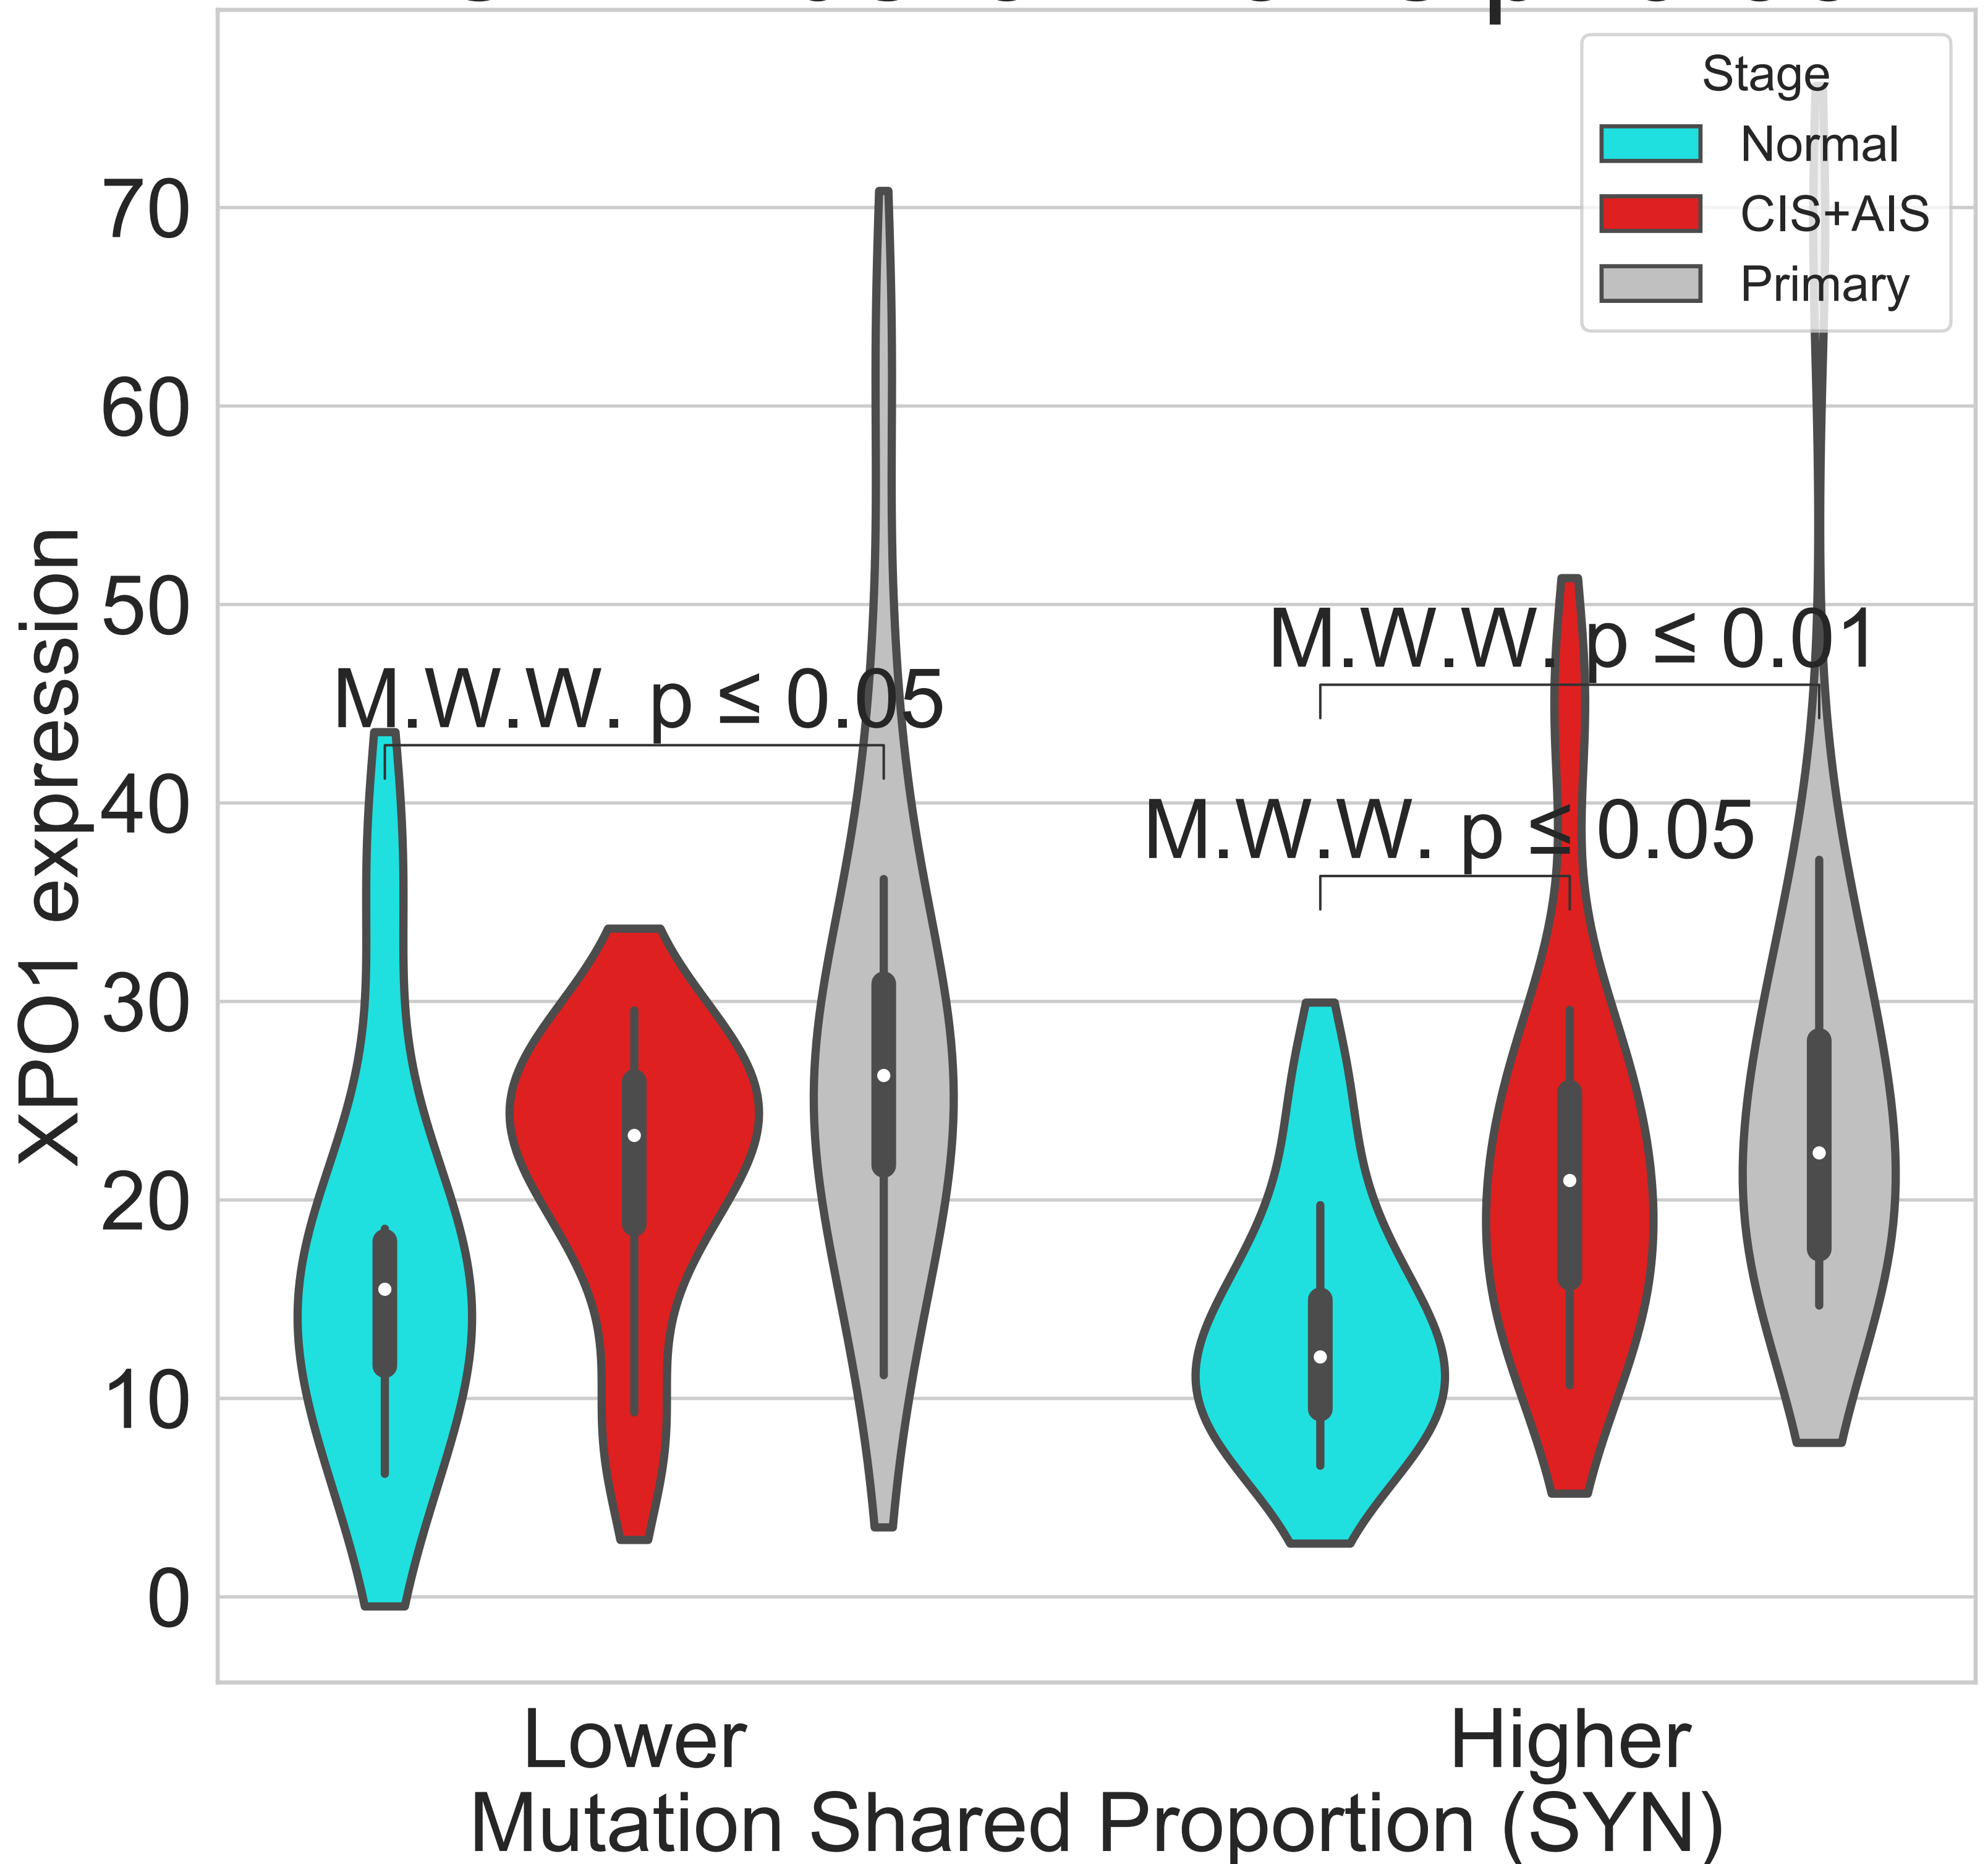 Stage
Normal
CIS+AIS
Primary
70
60
50
40
30
20
10
0
XPO1 expression
M.W.W. p ≤ 0.01
M.W.W. p ≤ 0.05
M.W.W. p ≤ 0.05
Lower
Higher
Mutation Shared Proportion (SYN)